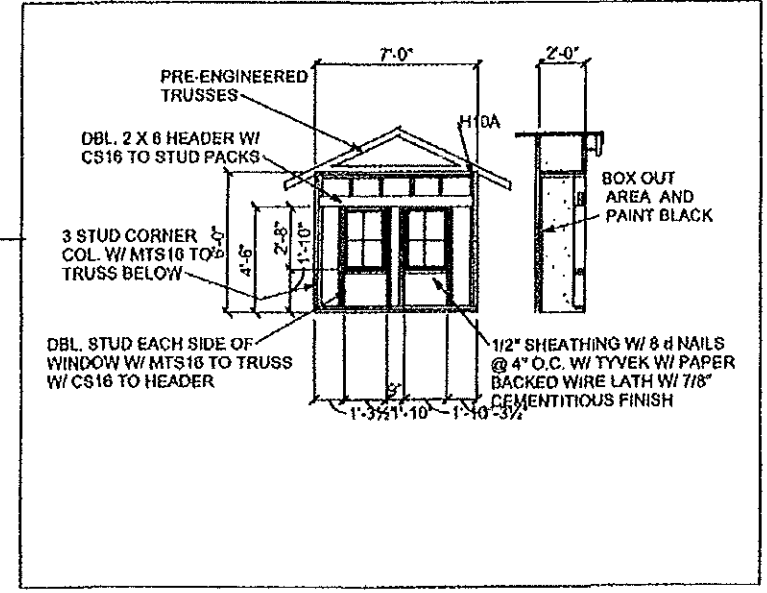 7'-0"
2'-0"
PRE-ENGINEERED
TRUSSES
H10A
DBL. 2 X 6 HEADER W/
CS16 TO STUD PACKS
BOX OUT
AREA AND
PAINT BLACK
3 STUD CORNER
COL. W/ MTS16 TO
TRUSS BELOW
6'-0"
4'-6"
2'-8"
1'-10"
DBL. STUD EACH SIDE OF
WINDOW W/ MTS16 TO TRUSS
W/ CS16 TO HEADER
1/2" SHEATHING W/ 8 d NAILS
@ 4" O.C. W/ TYVEK W/ PAPER
BACKED WIRE LATH W/ 7/8"
CEMENTITIOUS FINISH
1'-3½"
1'-10"
1'-10"
-3½"